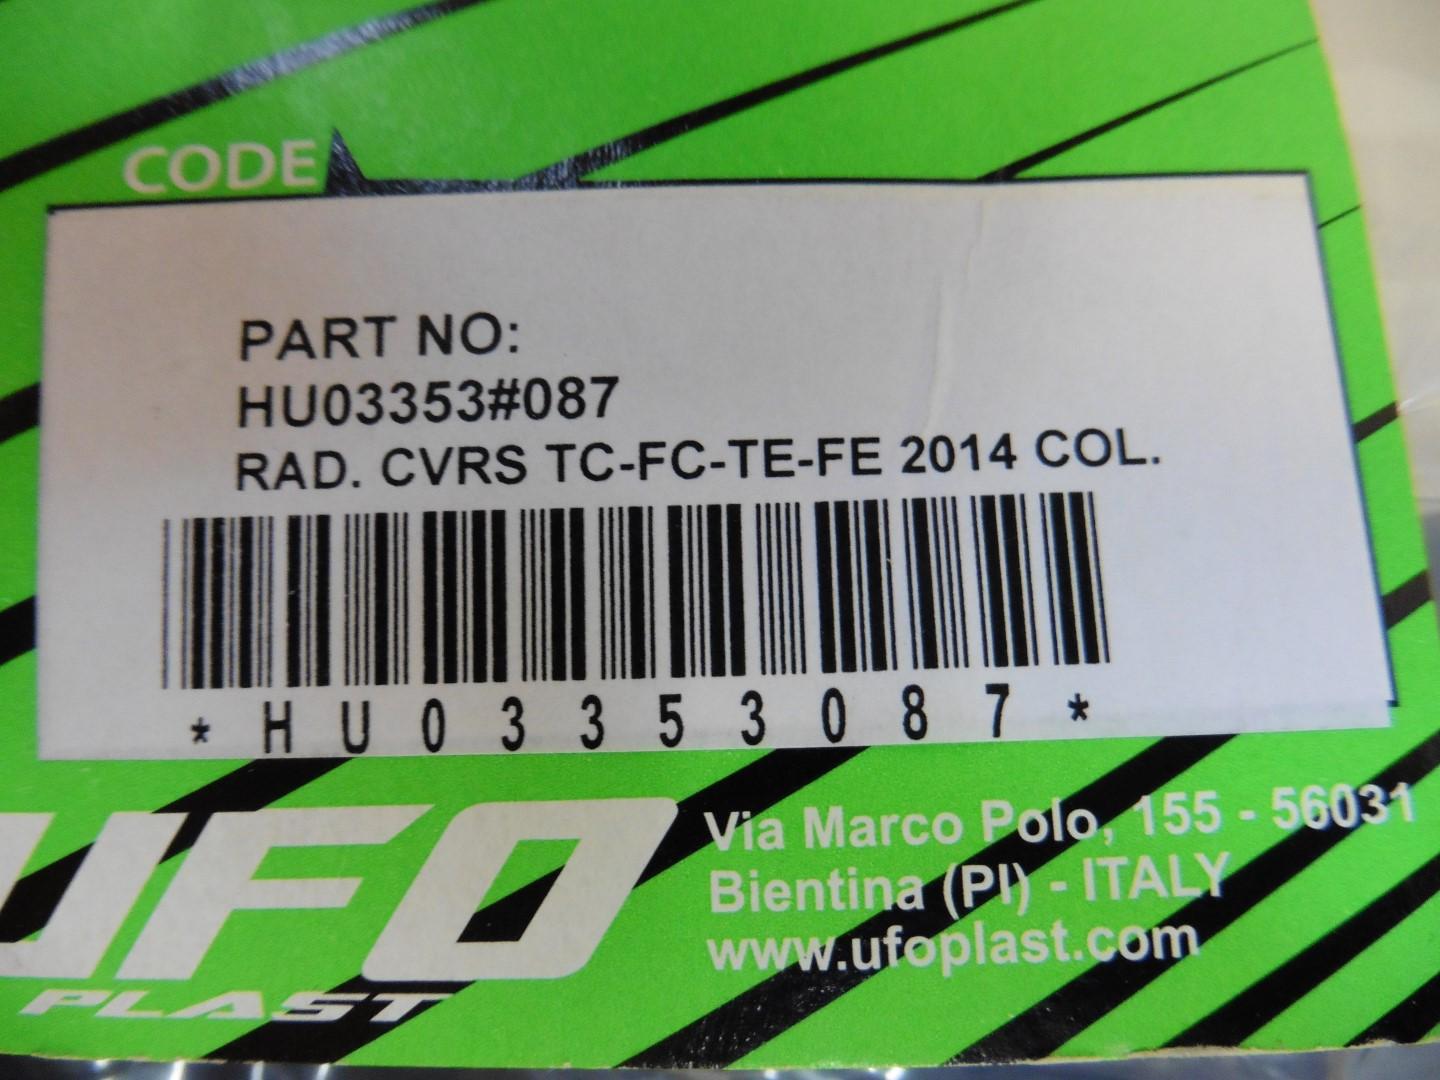 CODE
PART NO:
HU03353#087
RAD. CVRS TC-FC-TE-FE 2014 COL.
*HU03353087*
UFO
PLAST
Via Marco Polo, 155 - 56031
Bientina (PI) - ITALY
www.ufoplast.com